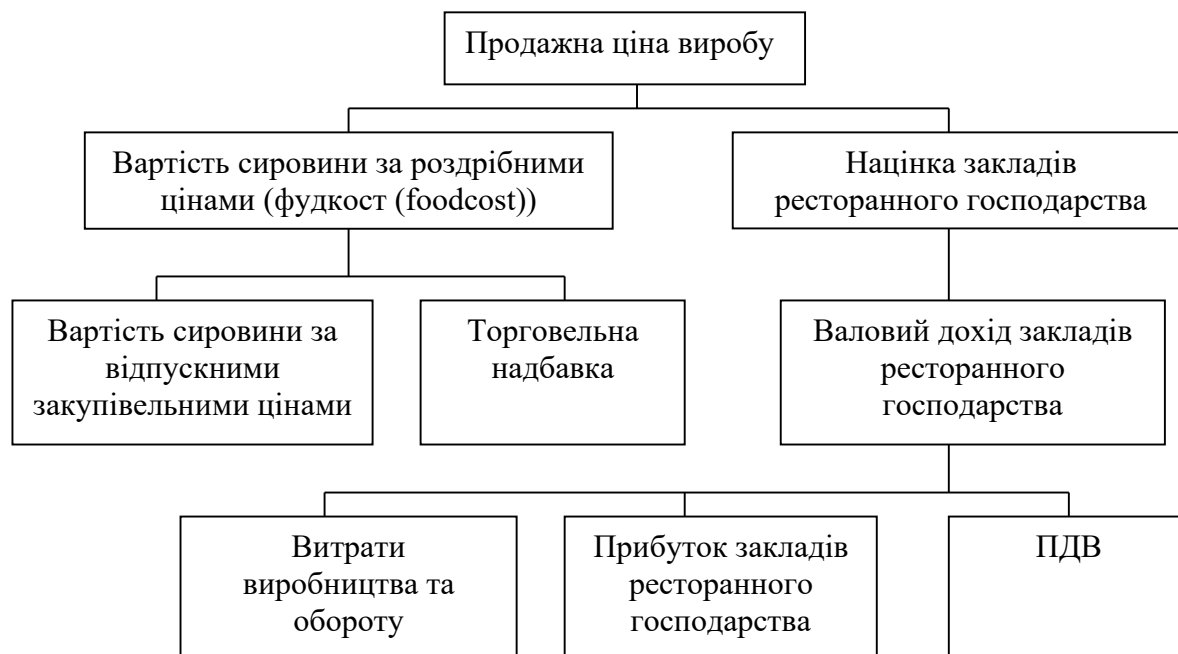 Продажна ціна виробу
Вартість сировини за роздрібними
цінами (фудкост (foodcost))
Націнка закладів
ресторанного господарства
Вартість сировини за
відпускними
закупівельними цінами
Торговельна
надбавка
Валовий дохід закладів
ресторанного
господарства
Витрати
виробництва та
обороту
Прибуток закладів
ресторанного
господарства
ПДВ